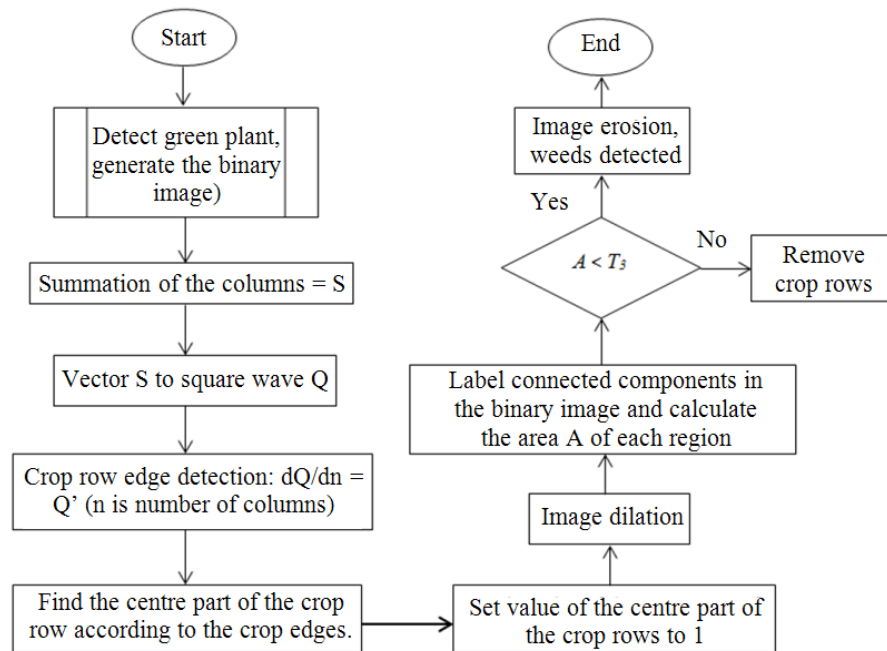 Start
Detect green plant,
generate the binary
image)
Summation of the columns = S
Vector S to square wave Q
Crop row edge detection: dQ/dn =
Q’ (n is number of columns)
Find the centre part of the crop
row according to the crop edges.
Set value of the centre part of
the crop rows to 1
Image dilation
Label connected components in
the binary image and calculate
the area A of each region
A < T₃
No
Remove
crop rows
Yes
Image erosion,
weeds detected
End